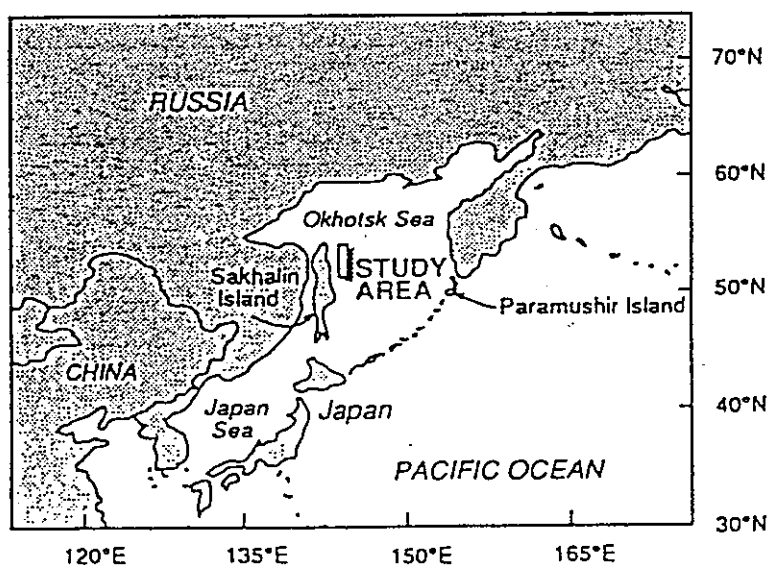 70°N
RUSSIA
60°N
Okhotsk Sea
Sakhalin
Island
STUDY
AREA
50°N
Paramushir Island
CHINA
Japan
Sea
Japan
40°N
PACIFIC OCEAN
30°N
120°E 135°E 150°E 165°E